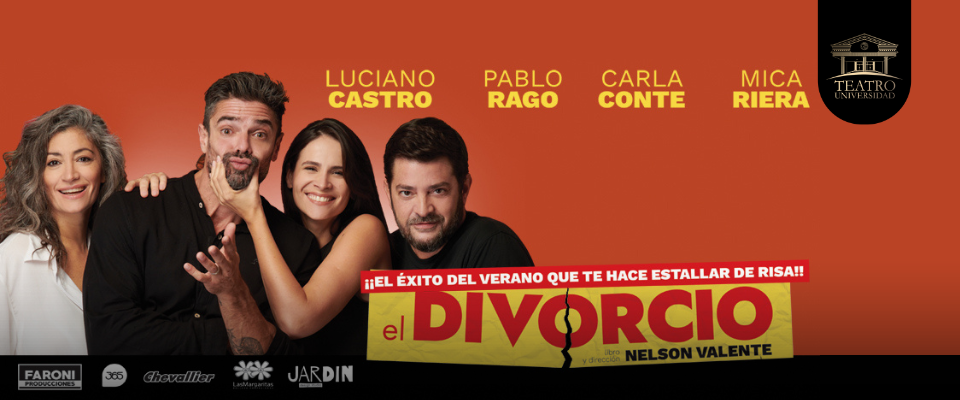 LUCIANO
CASTRO
PABLO
RAGO
CARLA
CONTE
MICA
RIERA
TEATRO
UNIVERSIDAD
¡¡EL ÉXITO DEL VERANO QUE TE HACE ESTALLAR DE RISA!!
el DIVORCIO
libro
y dirección NELSON VALENTE
FARONI
PRODUCCIONES
365
Chevallier
LasMarjaritas
JARDIN